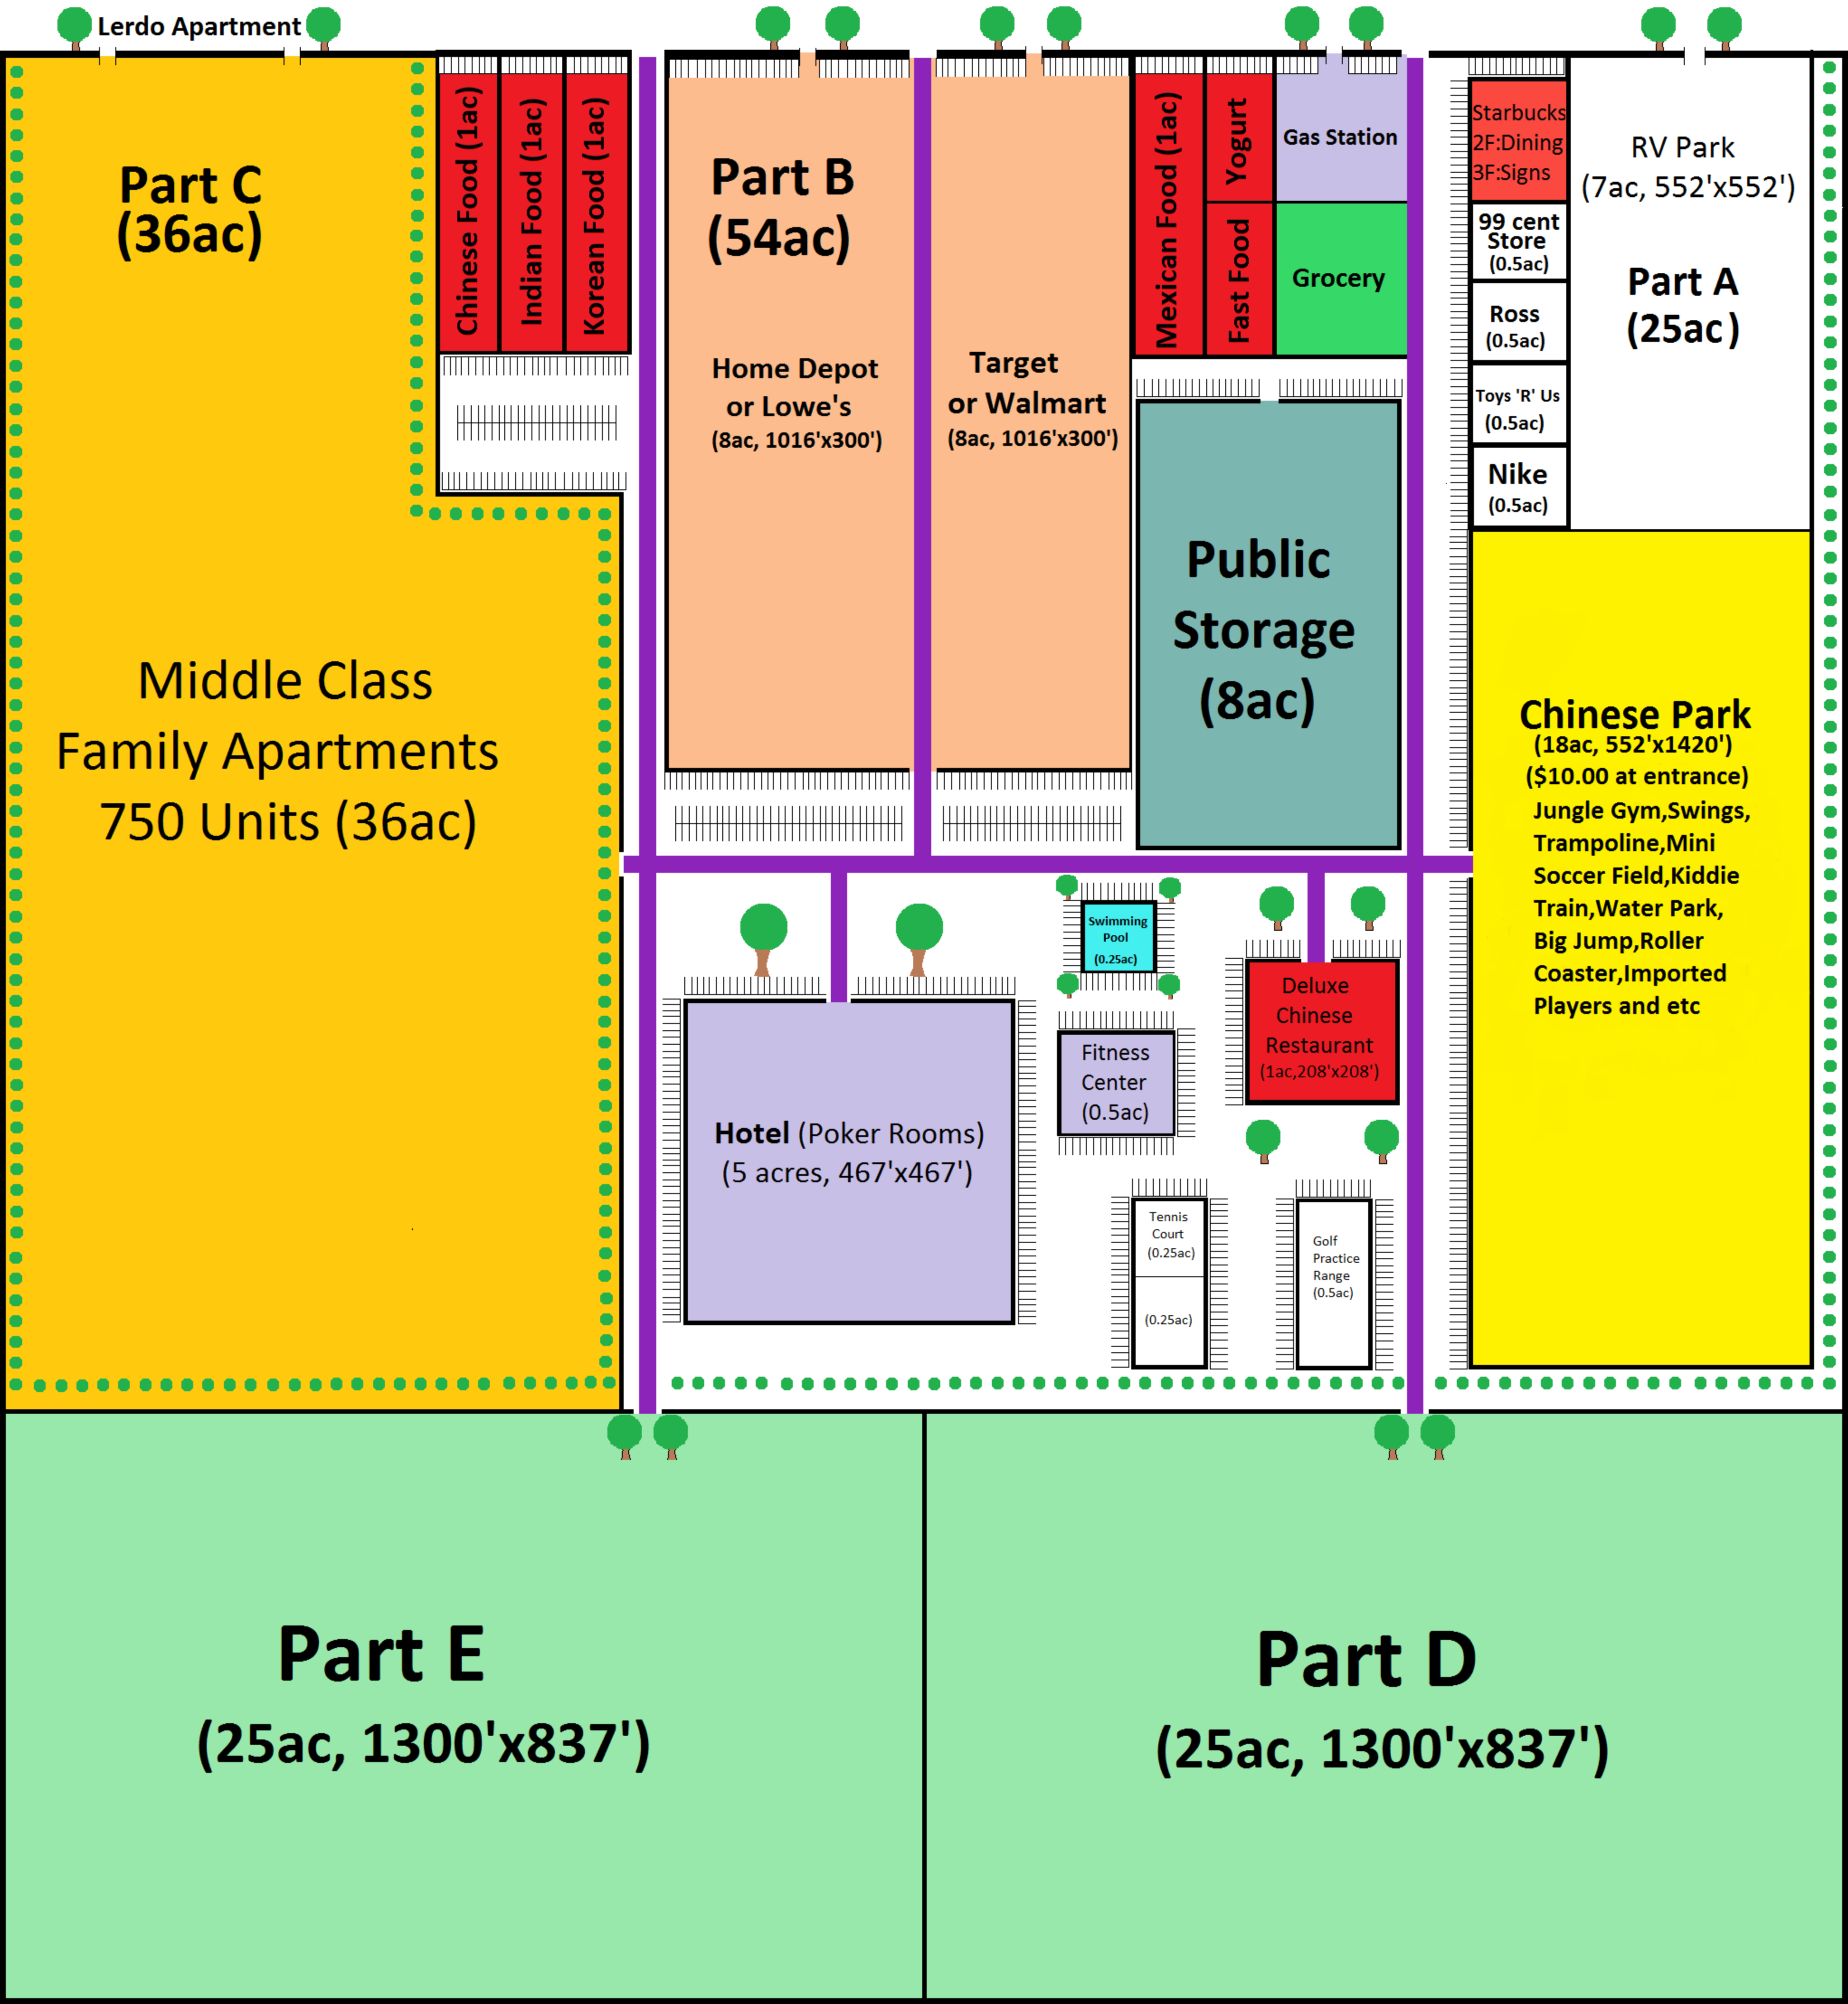 Lerdo Apartment
Part C
(36ac)
Middle Class
Family Apartments
750 Units (36ac)
Chinese Food (1ac)
Indian Food (1ac)
Korean Food (1ac)
Part B
(54ac)
Home Depot
or Lowe's
(8ac, 1016'x300')
Target
or Walmart
(8ac, 1016'x300')
Mexican Food (1ac)
Yogurt
Fast Food
Gas Station
Grocery
Public
Storage
(8ac)
Starbucks
2F:Dining
3F:Signs
99 cent
Store
(0.5ac)
Ross
(0.5ac)
Toys 'R' Us
(0.5ac)
Nike
(0.5ac)
RV Park
(7ac, 552'x552')
Part A
(25ac)
Chinese Park
(18ac, 552'x1420')
($10.00 at entrance)
Jungle Gym,Swings,
Trampoline,Mini
Soccer Field,Kiddie
Train,Water Park,
Big Jump,Roller
Coaster,Imported
Players and etc
Hotel (Poker Rooms)
(5 acres, 467'x467')
Swimming
Pool
(0.25ac)
Fitness
Center
(0.5ac)
Deluxe
Chinese
Restaurant
(1ac,208'x208')
Tennis
Court
(0.25ac)
(0.25ac)
Golf
Practice
Range
(0.5ac)
Part E
(25ac, 1300'x837')
Part D
(25ac, 1300'x837')